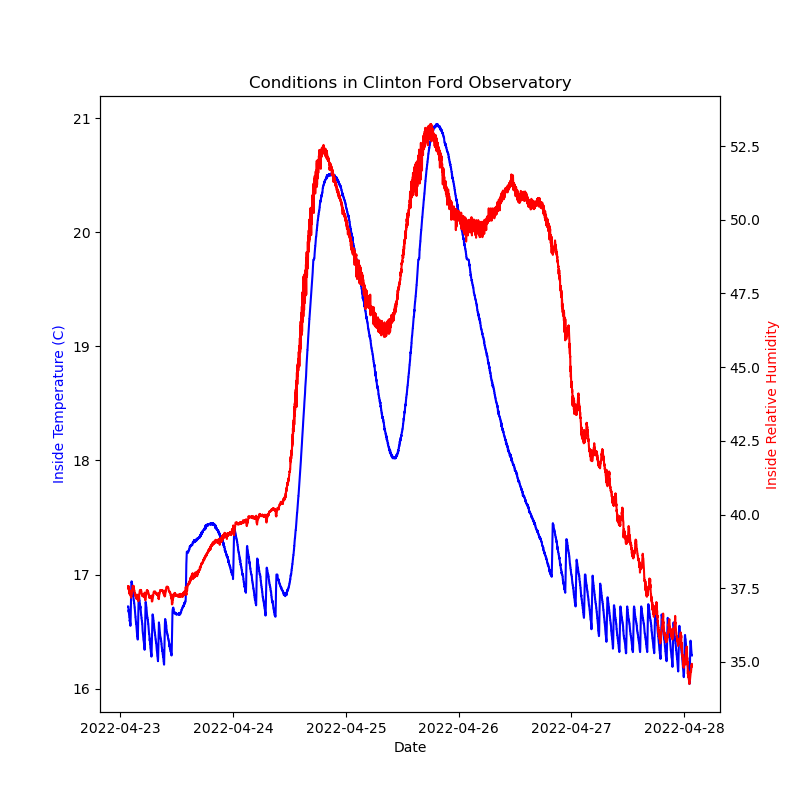 Conditions in Clinton Ford Observatory
21
20
19
18
17
16
Inside Temperature (C)
52.5
50.0
47.5
45.0
42.5
40.0
37.5
35.0
Inside Relative Humidity
2022-04-23 2022-04-24 2022-04-25 2022-04-26 2022-04-27 2022-04-28
Date